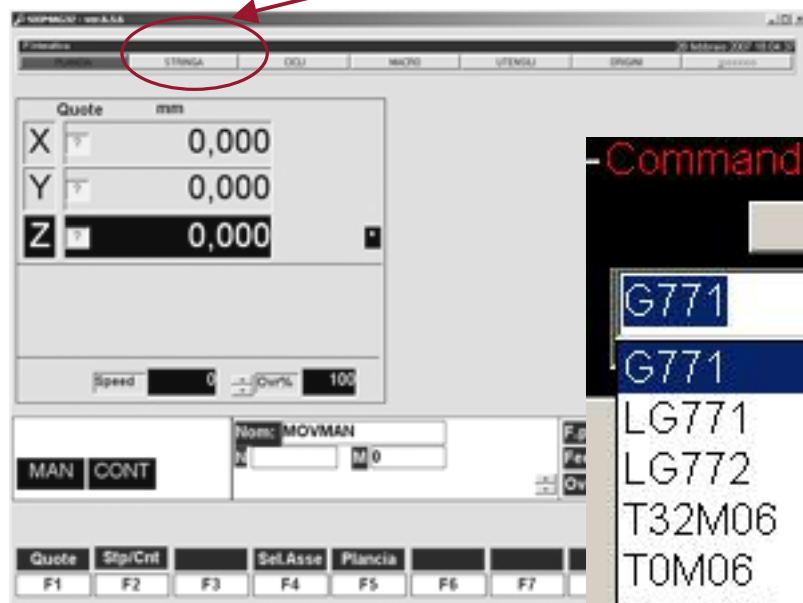 PLANCIA STRINGA CICLI MACRO UTENSILI ORIGINI
Quote mm
X ? 0,000
Y ? 0,000
Z ? 0,000 *
Speed 0 Ovr% 100
Nom: MOVMAN
N M 0
MAN CONT
Quote Stp/Cnt Sel.Asse Plancia
F1 F2 F3 F4 F5 F6 F7
Command
G771
G771
LG771
LG772
T32M06
T0M06